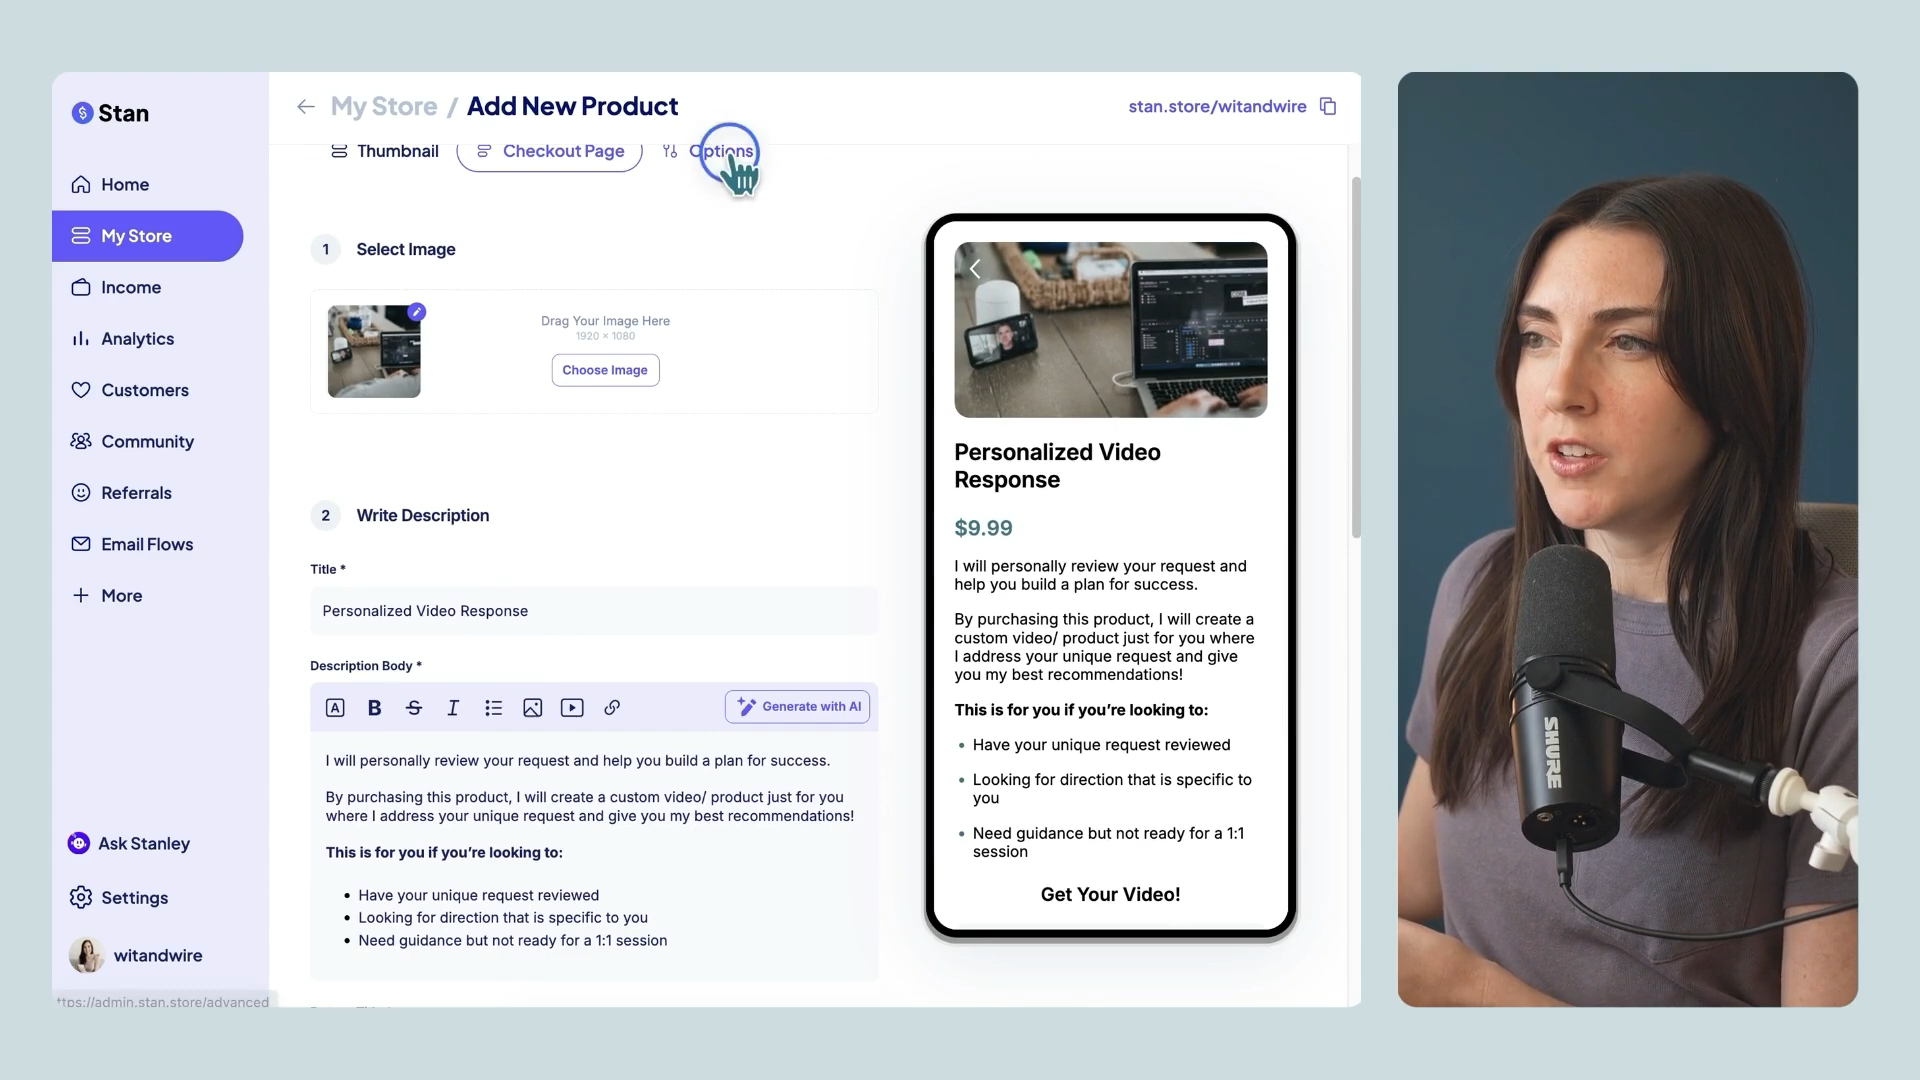 Stan
Home
My Store
Income
Analytics
Customers
Community
Referrals
Email Flows
More
Ask Stanley
Settings
witandwire
ttps://admin.stan.store/advanced
My Store / Add New Product
stan.store/witandwire
Thumbnail
Checkout Page
Options
1 Select Image
Drag Your Image Here
1920 × 1080
Choose Image
2 Write Description
Title *
Personalized Video Response
Description Body *
Generate with AI
I will personally review your request and help you build a plan for success.
By purchasing this product, I will create a custom video/ product just for you
where I address your unique request and give you my best recommendations!
This is for you if you're looking to:
• Have your unique request reviewed
• Looking for direction that is specific to you
• Need guidance but not ready for a 1:1 session
Personalized Video
Response
$9.99
I will personally review your request and
help you build a plan for success.
By purchasing this product, I will create a
custom video/ product just for you where
I address your unique request and give
you my best recommendations!
This is for you if you're looking to:
• Have your unique request reviewed
• Looking for direction that is specific to
you
• Need guidance but not ready for a 1:1
session
Get Your Video!
SHURE